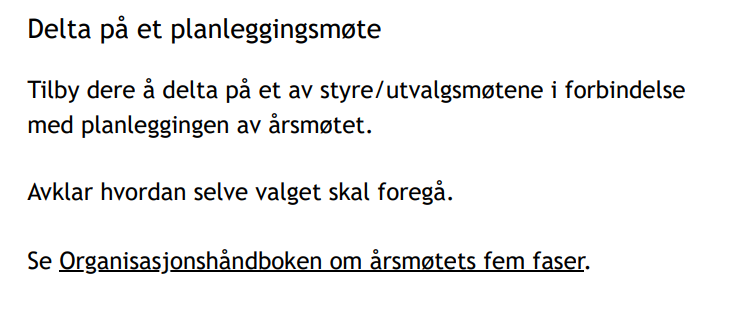 Delta på et planleggingsmøte
Tilby dere å delta på et av styre/utvalgsmøtene i forbindelse
med planleggingen av årsmøtet.
Avklar hvordan selve valget skal foregå.
Se Organisasjonshåndboken om årsmøtets fem faser.